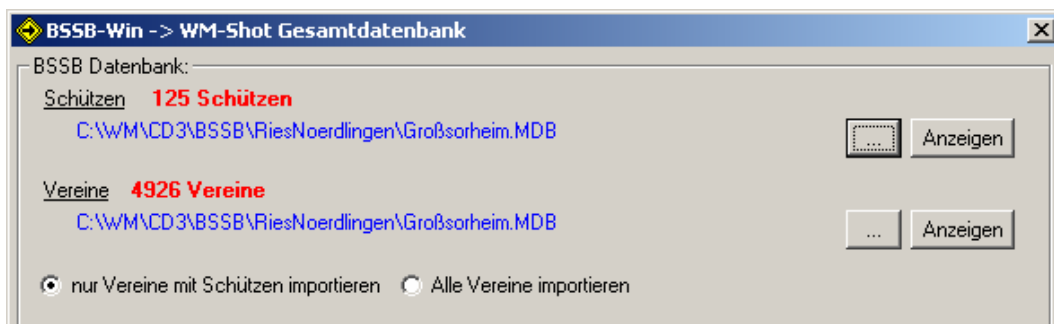 BSSB-Win -> WM-Shot Gesamtdatenbank
BSSB Datenbank:
Schützen 125 Schützen
C:\WM\CD3\BSSB\RiesNoerdlingen\Großsorheim.MDB
... Anzeigen
Vereine 4926 Vereine
C:\WM\CD3\BSSB\RiesNoerdlingen\Großsorheim.MDB
... Anzeigen
nur Vereine mit Schützen importieren Alle Vereine importieren